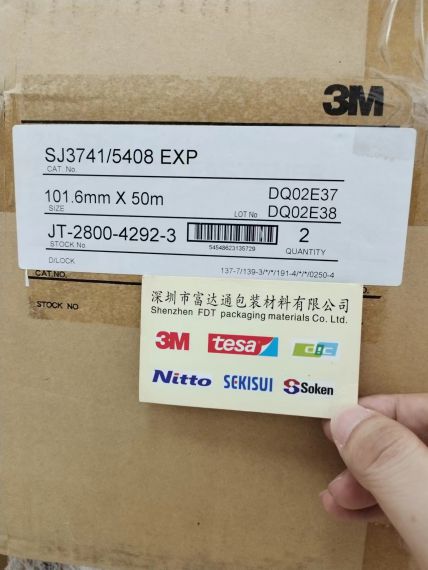 3M
SJ3741/5408 EXP
CAT. NO.
101.6mm X 50m
DQ02E37
SIZE
LOT No
DQ02E38
JT-2800-4292-3
2
STOCK No.
54548623135729
QUANTITY
D/LOCK
137-7/139-3/*/*/191-4/*/*/0250-4
CAT.NO.
STOCK NO
深圳市富达通包装材料有限公司
Shenzhen FDT packaging materials Co. Ltd.
3M tesa dic
Nitto SEKISUI Soken